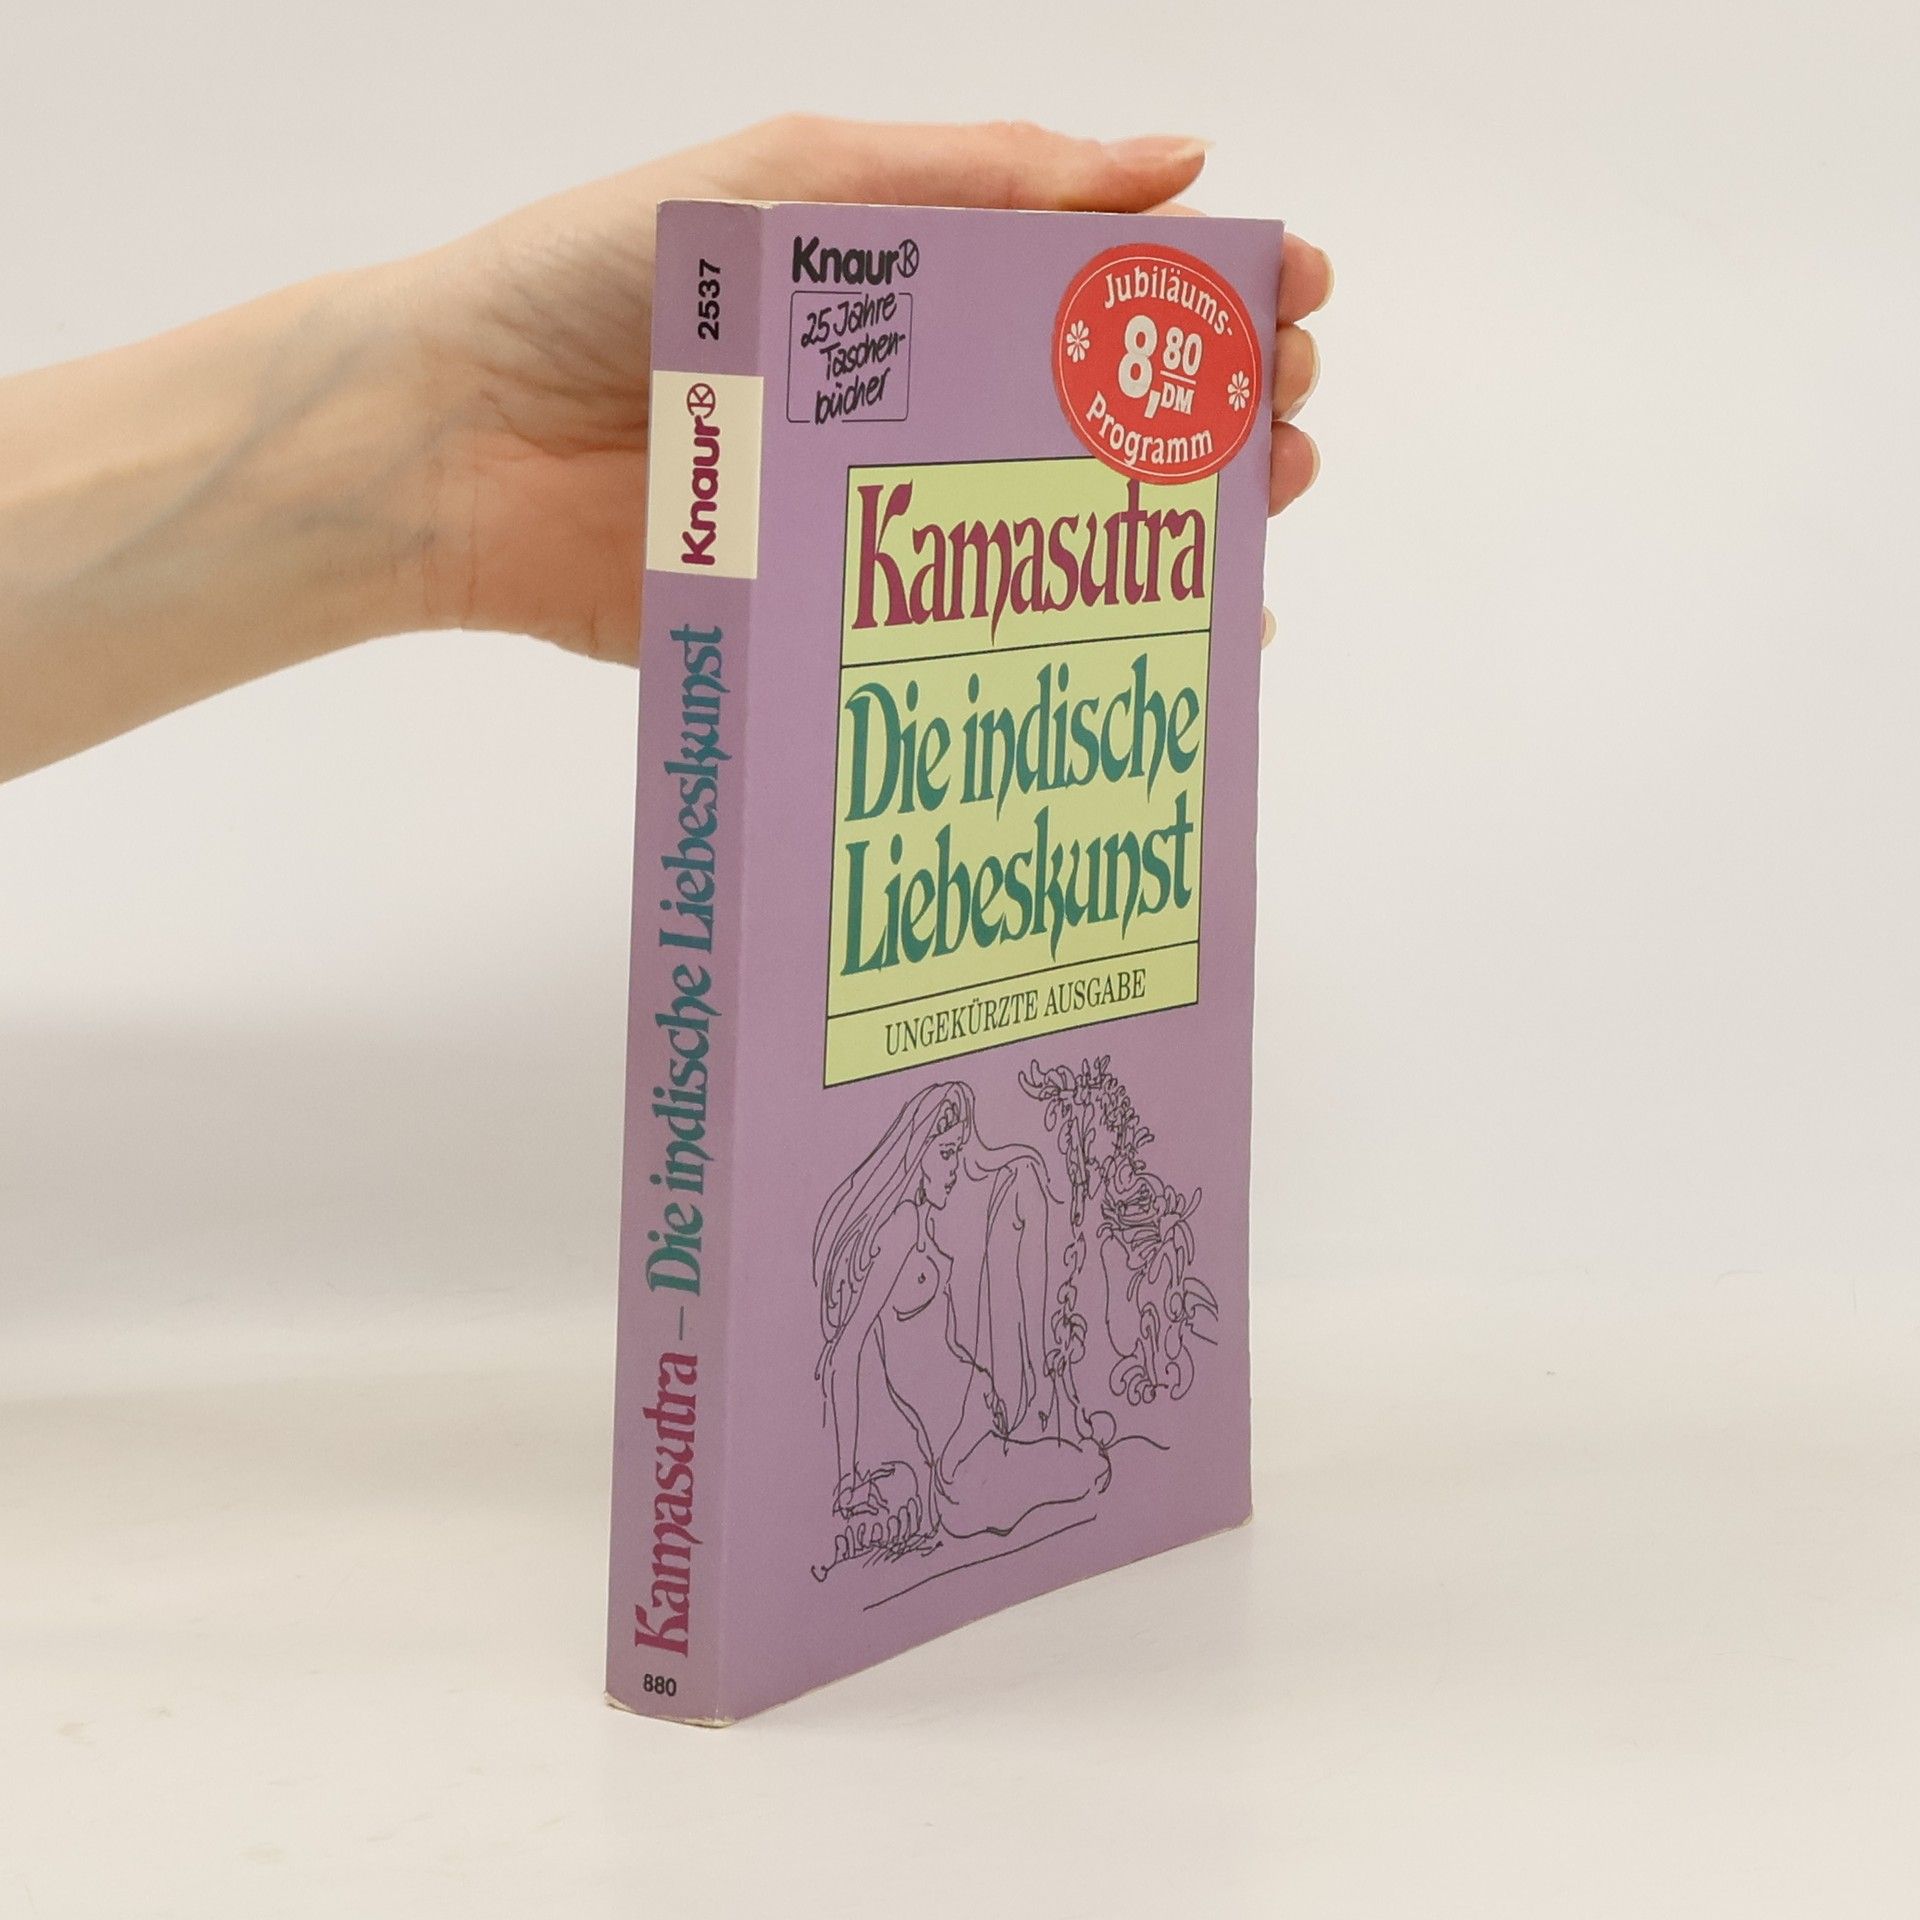 2537
Knaur
Kamasutra – Die indische Liebeskunst
880
Knaur
25 Jahre
Taschen-
bücher
Jubiläums-
8,80
DM
Programm
Kamasutra
Die indische
Liebeskunst
UNGEKÜRZTE AUSGABE